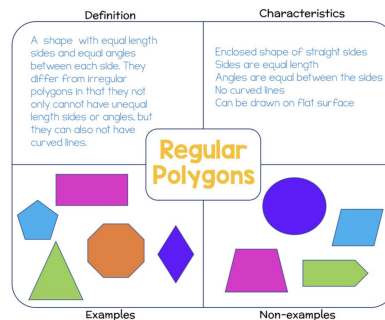 Definition
Characteristics
A shape with equal length
sides and equal angles
between each side. They
differ from irregular
polygons in that they not
only cannot have unequal
length sides or angles, but
they can also not have
curved lines.
Enclosed shape of straight sides
Sides are equal length
Angles are equal between the sides
No curved lines
Can be drawn on flat surface
Regular
Polygons
Examples
Non-examples